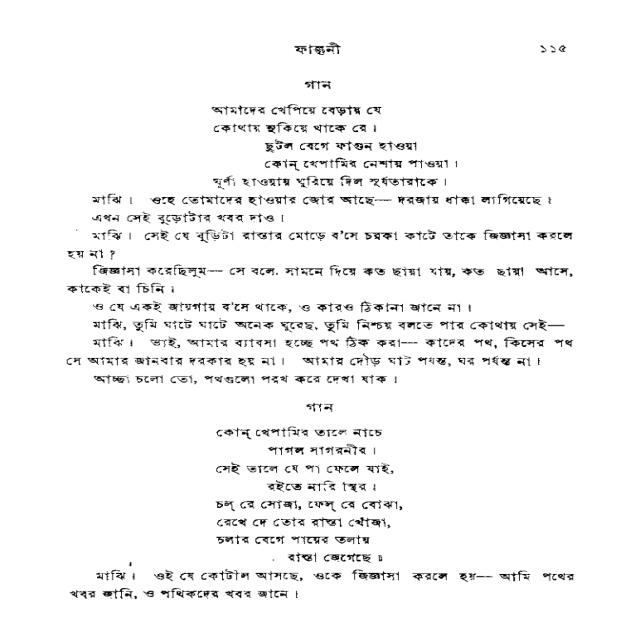 ফাল্গুনী ১১৫
গান
আমাদের খেপিয়ে বেড়ায় যে
কোথায় লুকিয়ে থাকে রে।
ছুটল বেগে ফাগুন হাওয়া
কোন্ খেপামির নেশায় পাওয়া।
ঘূর্ণা হাওয়ায় ঘুরিয়ে দিল সূর্যতারাকে।
মাঝি। ওহে তোমাদের হাওয়ার জোর আছে— দরজায় ধাক্কা লাগিয়েছে।
এখন সেই বুড়োটার খবর দাও।
মাঝি। সেই যে বুড়িটা রাস্তার মোড়ে ব'সে চরকা কাটে তাকে জিজ্ঞাসা করলে
হয় না?
জিজ্ঞাসা করেছিলুম— সে বলে, সামনে দিয়ে কত ছায়া যায়, কত ছায়া আসে,
কাকেই বা চিনি।
ও যে একই জায়গায় ব'সে থাকে, ও কারও ঠিকানা জানে না।
মাঝি, তুমি ঘাটে ঘাটে অনেক ঘুরেছ, তুমি নিশ্চয় বলতে পার কোথায় সেই—
মাঝি। ভাই, আমার ব্যাবসা হচ্ছে পথ ঠিক করা— কাদের পথ, কিসের পথ
সে আমার জানবার দরকার হয় না। আমার দৌড় ঘাট পর্যন্ত, ঘর পর্যন্ত না।
আচ্ছা চলো তো, পথগুলো পরখ করে দেখা যাক।
গান
কোন্ খেপামির তালে নাচে
পাগল সাগরনীর।
সেই তালে যে পা ফেলে যাই,
রইতে নারি স্থির।
চল্ রে সোজা, ফেল্ রে বোঝা,
রেখে দে তোর রাস্তা খোঁজা,
চলার বেগে পায়ের তলায়
রাস্তা জেগেছে॥
মাঝি। ওই যে কোটাল আসছে, ওকে জিজ্ঞাসা করলে হয়— আমি পথের
খবর জানি, ও পথিকদের খবর জানে।